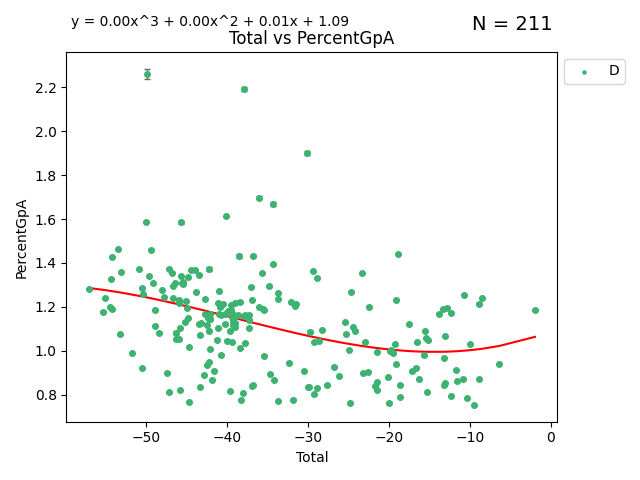 y = 0.00x^3 + 0.00x^2 + 0.01x + 1.09
N = 211
Total vs PercentGpA
D
PercentGpA
2.2
2.0
1.8
1.6
1.4
1.2
1.0
0.8
−50
−40
−30
−20
−10
0
Total